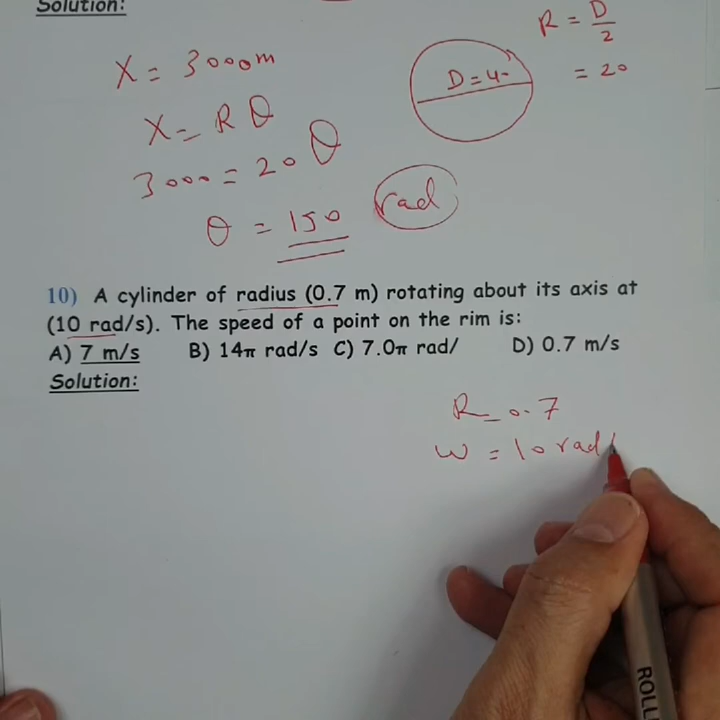 Solution:
R = D/2
= 20
D = 40
X = 3000m
X = R θ
3000 = 20 θ
θ = 150 rad
10) A cylinder of radius (0.7 m) rotating about its axis at
(10 rad/s). The speed of a point on the rim is:
A) 7 m/s B) 14π rad/s C) 7.0π rad/ D) 0.7 m/s
Solution:
R = 0.7
w = 10 rad/
ROLL